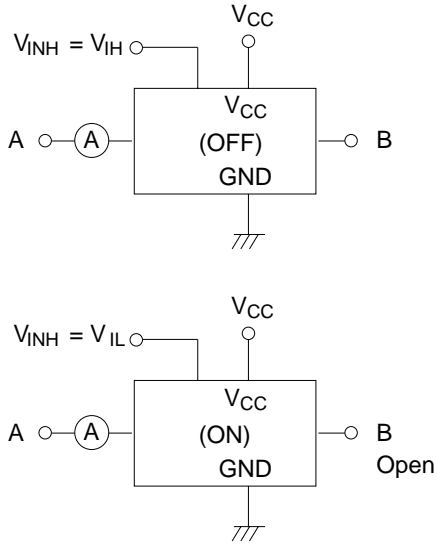 VCC
VINH = VIH
VCC
A A (OFF) B
GND
VCC
VINH = VIL
VCC
A A (ON) B
GND Open